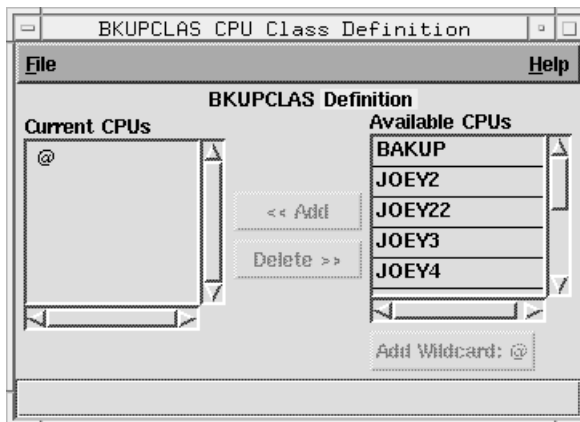 BKUPCLAS CPU Class Definition
File Help
BKUPCLAS Definition
Current CPUs
@
<< Add
Delete >>
Available CPUs
BAKUP
JOEY2
JOEY22
JOEY3
JOEY4
Add Wildcard: @